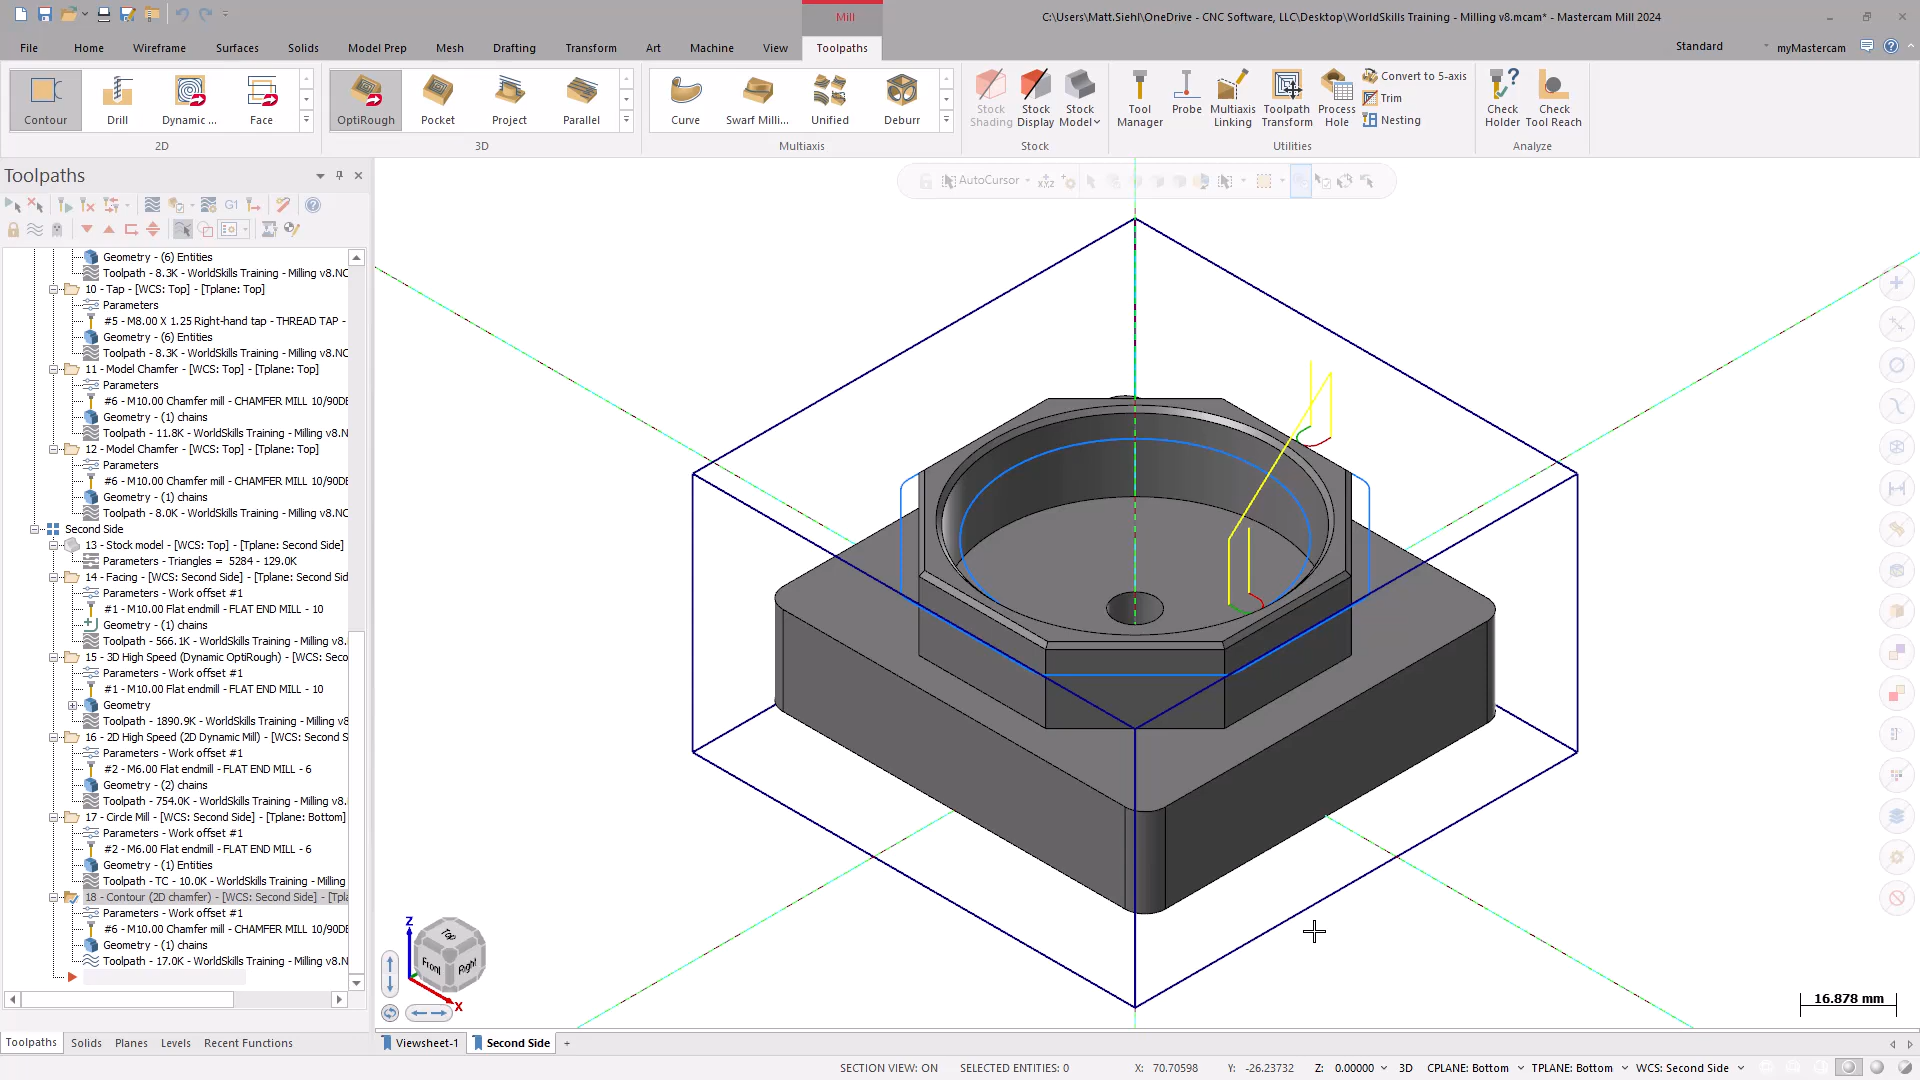 Mill
C:\Users\Matt.Siehl\OneDrive - CNC Software, LLC\Desktop\WorldSkills Training - Milling v8.mcam* - Mastercam Mill 2024
File Home Wireframe Surfaces Solids Model Prep Mesh Drafting Transform Art Machine View Toolpaths Standard myMastercam
Contour Drill Dynamic ... Face
2D
OptiRough Pocket Project Parallel
3D
Curve Swarf Milli... Unified Deburr
Multiaxis
Stock Shading Stock Display Stock Model
Stock
Tool Manager Probe Multiaxis Linking Toolpath Transform Process Hole
Convert to 5-axis
Trim
Nesting
Utilities
Check Holder Check Tool Reach
Analyze
Toolpaths
G1
AutoCursor
XYZ
Geometry - (6) Entities
Toolpath - 8.3K - WorldSkills Training - Milling v8.NC
10 - Tap - [WCS: Top] - [Tplane: Top]
Parameters
#5 - M8.00 X 1.25 Right-hand tap - THREAD TAP -
Geometry - (6) Entities
Toolpath - 8.3K - WorldSkills Training - Milling v8.NC
11 - Model Chamfer - [WCS: Top] - [Tplane: Top]
Parameters
#6 - M10.00 Chamfer mill - CHAMFER MILL 10/90DE
Geometry - (1) chains
Toolpath - 11.8K - WorldSkills Training - Milling v8.N
12 - Model Chamfer - [WCS: Top] - [Tplane: Top]
Parameters
#6 - M10.00 Chamfer mill - CHAMFER MILL 10/90DE
Geometry - (1) chains
Toolpath - 8.0K - WorldSkills Training - Milling v8.NC
Second Side
13 - Stock model - [WCS: Top] - [Tplane: Second Side]
Parameters - Triangles = 5284 - 129.0K
14 - Facing - [WCS: Second Side] - [Tplane: Second Sid
Parameters - Work offset #1
#1 - M10.00 Flat endmill - FLAT END MILL - 10
Geometry - (1) chains
Toolpath - 566.1K - WorldSkills Training - Milling v8.
15 - 3D High Speed (Dynamic OptiRough) - [WCS: Seco
Parameters - Work offset #1
#1 - M10.00 Flat endmill - FLAT END MILL - 10
Geometry
Toolpath - 1890.9K - WorldSkills Training - Milling v8
16 - 2D High Speed (2D Dynamic Mill) - [WCS: Second S
Parameters - Work offset #1
#2 - M6.00 Flat endmill - FLAT END MILL - 6
Geometry - (2) chains
Toolpath - 754.0K - WorldSkills Training - Milling v8.
17 - Circle Mill - [WCS: Second Side] - [Tplane: Bottom]
Parameters - Work offset #1
#2 - M6.00 Flat endmill - FLAT END MILL - 6
Geometry - (1) Entities
Toolpath - TC - 10.0K - WorldSkills Training - Milling
18 - Contour (2D chamfer) - [WCS: Second Side] - [Tpla
Parameters - Work offset #1
#6 - M10.00 Chamfer mill - CHAMFER MILL 10/90DE
Geometry - (1) chains
Toolpath - 17.0K - WorldSkills Training - Milling v8.N
Z
Top
Front Right
X
16.878 mm
Toolpaths Solids Planes Levels Recent Functions
Viewsheet-1 Second Side +
SECTION VIEW: ON SELECTED ENTITIES: 0 X: 70.70598 Y: -26.23732 Z: 0.00000 3D CPLANE: Bottom TPLANE: Bottom WCS: Second Side